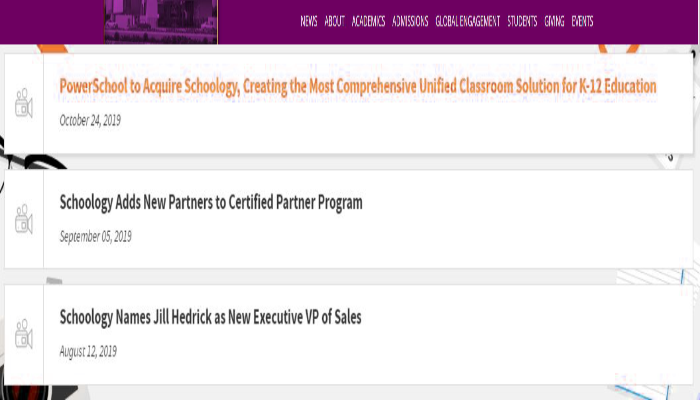 NEWS ABOUT ACADEMICS ADMISSIONS GLOBAL ENGAGEMENT STUDENTS GIVING EVENTS
PowerSchool to Acquire Schoology, Creating the Most Comprehensive Unified Classroom Solution for K-12 Education
October 24, 2019
Schoology Adds New Partners to Certified Partner Program
September 05, 2019
Schoology Names Jill Hedrick as New Executive VP of Sales
August 12, 2019